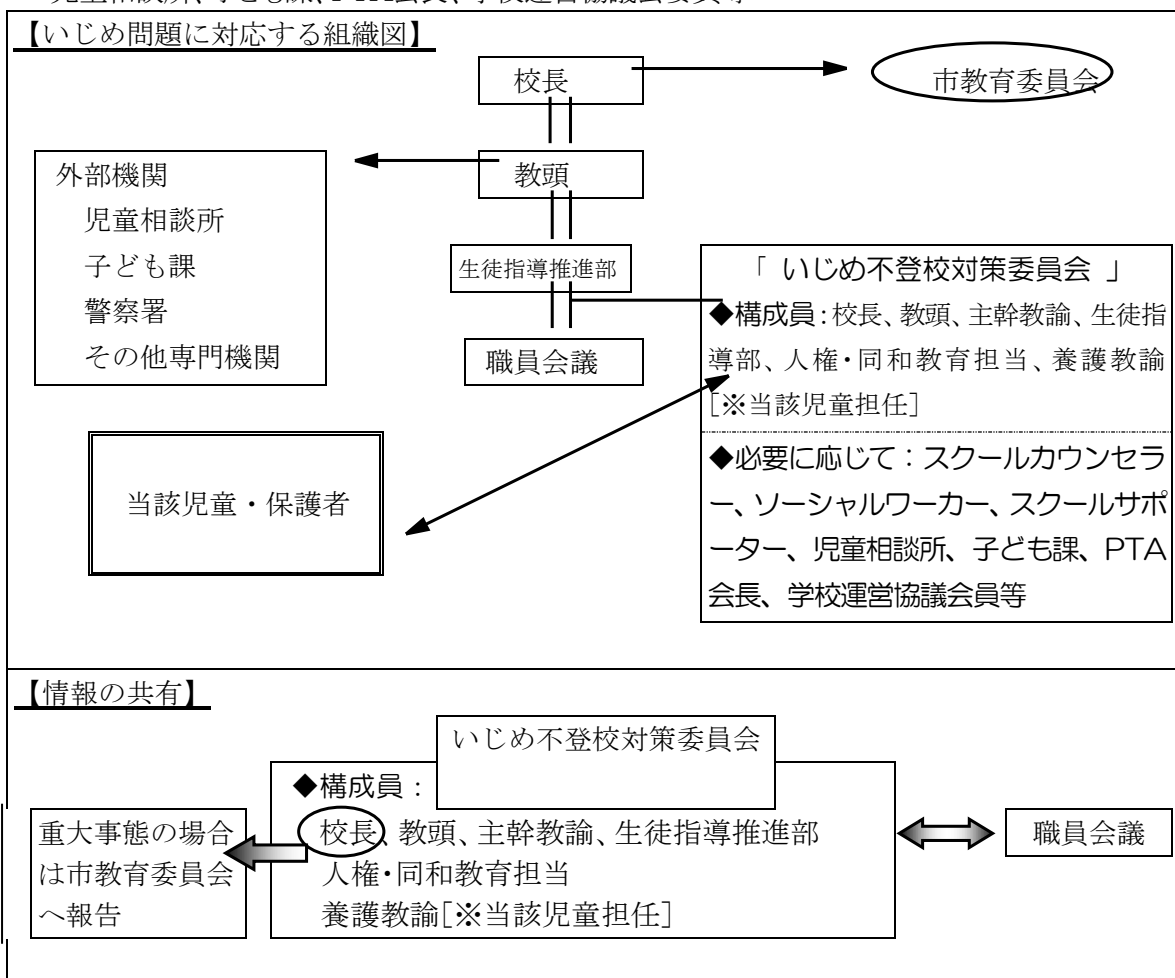 【いじめ問題に対応する組織図】
校長
市教育委員会
教頭
外部機関
児童相談所
子ども課
警察署
その他専門機関
生徒指導推進部
職員会議
「 いじめ不登校対策委員会 」
◆構成員：校長、教頭、主幹教諭、生徒指
導部、人権・同和教育担当、養護教諭
[※当該児童担任]
◆必要に応じて：スクールカウンセラ
ー、ソーシャルワーカー、スクールサポ
ーター、児童相談所、子ども課、PTA
会長、学校運営協議会員等
当該児童・保護者
【情報の共有】
いじめ不登校対策委員会
◆構成員：
校長、教頭、主幹教諭、生徒指導推進部
人権・同和教育担当
養護教諭[※当該児童担任]
重大事態の場合
は市教育委員会
へ報告
職員会議